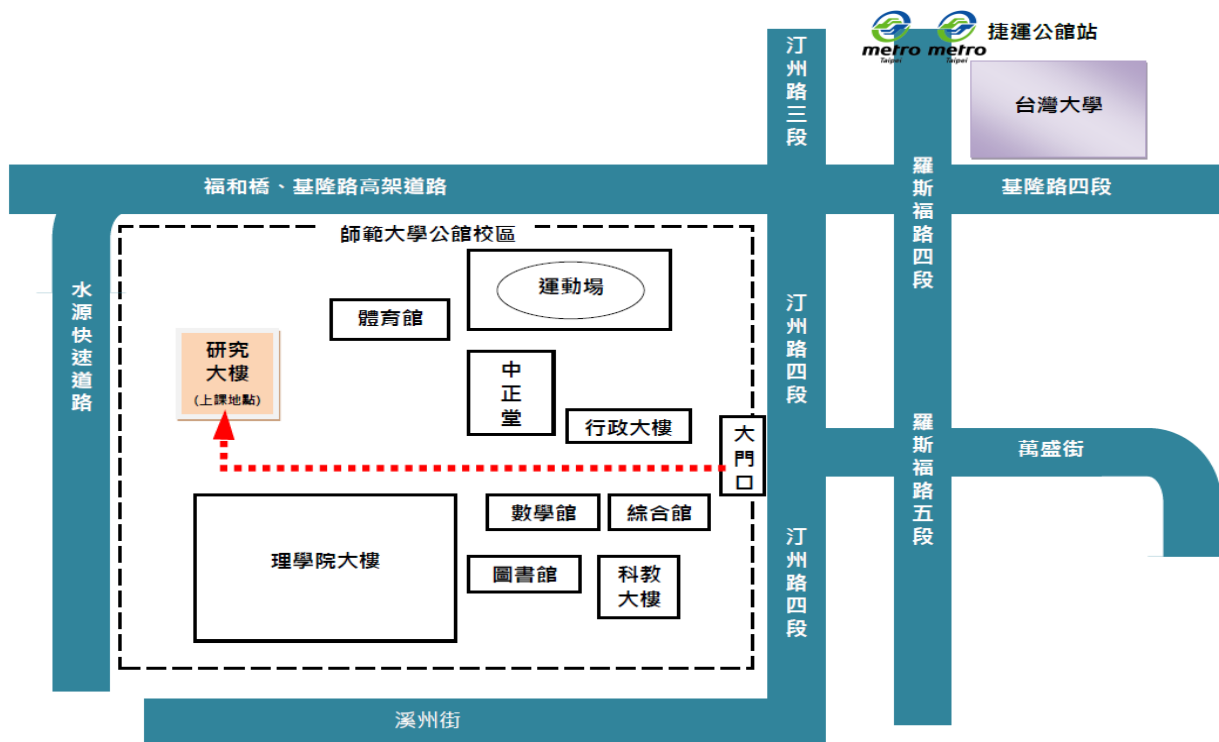 metro
Taipei
metro
Taipei
捷運公館站
汀州路三段
台灣大學
福和橋、基隆路高架道路
羅斯福路四段
基隆路四段
師範大學公館校區
運動場
體育館
水源快速道路
汀州路四段
研究
大樓
(上課地點)
中正堂
行政大樓
大門口
羅斯福路五段
萬盛街
數學館
綜合館
汀州路四段
理學院大樓
圖書館
科教
大樓
溪州街